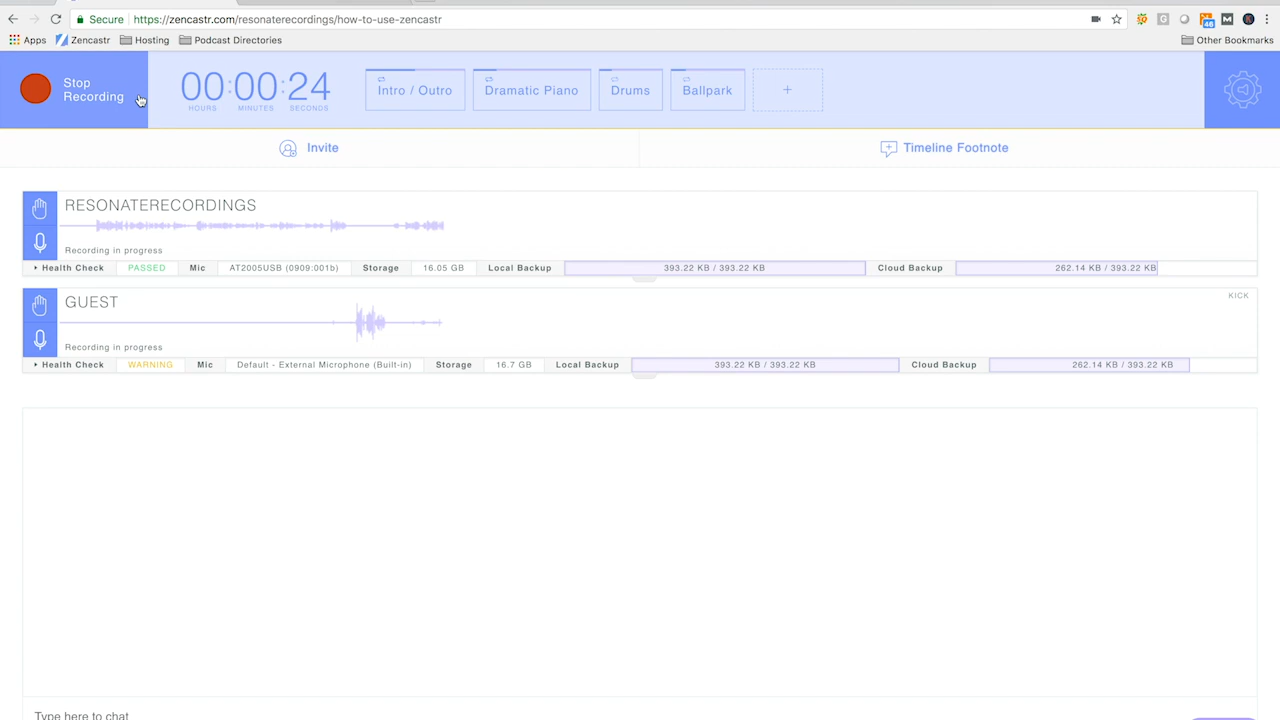 Secure https://zencastr.com/resonaterecordings/how-to-use-zencastr
Apps Zencastr Hosting Podcast Directories Other Bookmarks
Stop
Recording
00:00:24
HOURS MINUTES SECONDS
Intro / Outro Dramatic Piano Drums Ballpark +
Invite Timeline Footnote
RESONATERECORDINGS
Recording in progress
Health Check PASSED Mic AT2005USB (0909:001b) Storage 16.05 GB Local Backup 393.22 KB / 393.22 KB Cloud Backup 262.14 KB / 393.22 KB
GUEST KICK
Recording in progress
Health Check WARNING Mic Default - External Microphone (Built-in) Storage 16.7 GB Local Backup 393.22 KB / 393.22 KB Cloud Backup 262.14 KB / 393.22 KB
Type here to chat